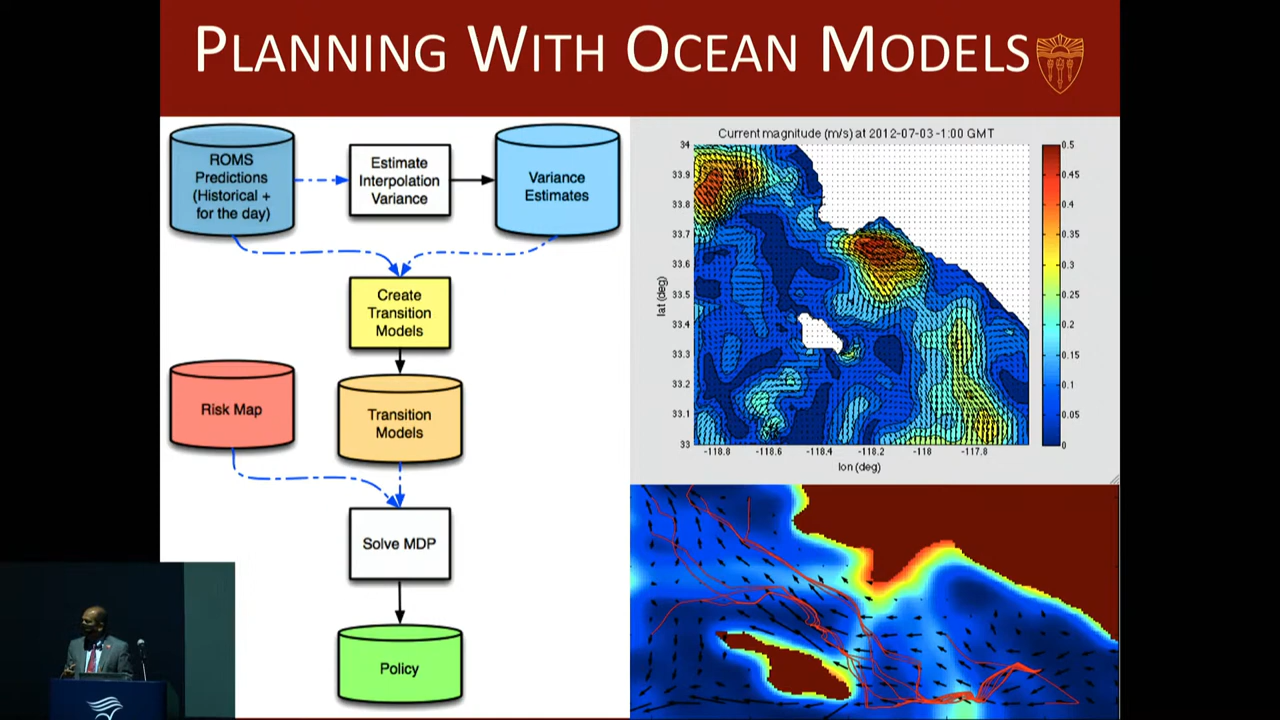 PLANNING WITH OCEAN MODELS
ROMS
Predictions
(Historical +
for the day)
Estimate
Interpolation
Variance
Variance
Estimates
Create
Transition
Models
Risk Map
Transition
Models
Solve MDP
Policy
Current magnitude (m/s) at 2012-07-03 -1:00 GMT
34
33.9
33.8
33.7
33.6
33.5
33.4
33.3
33.2
33.1
33
lat (deg)
-118.8 -118.6 -118.4 -118.2 -118 -117.8
lon (deg)
0.5
0.45
0.4
0.35
0.3
0.25
0.2
0.15
0.1
0.05
0